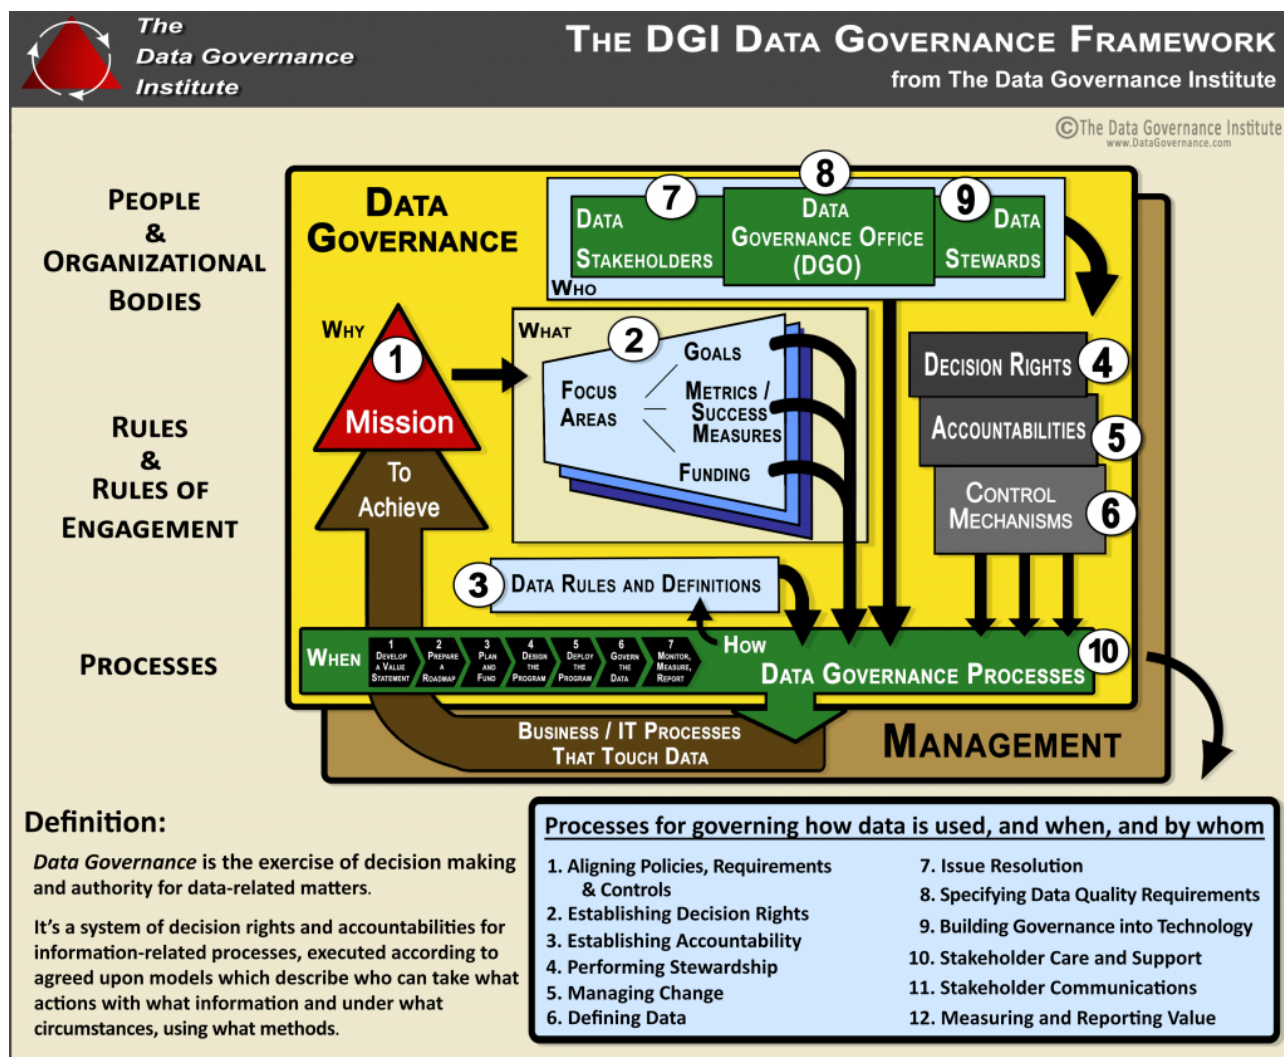 The
Data Governance
Institute
THE DGI DATA GOVERNANCE FRAMEWORK
from The Data Governance Institute
©The Data Governance Institute
www.DataGovernance.com
PEOPLE
&
ORGANIZATIONAL
BODIES
RULES
&
RULES OF
ENGAGEMENT
PROCESSES
DATA
GOVERNANCE
7
8
9
DATA
STAKEHOLDERS
DATA
GOVERNANCE OFFICE
(DGO)
DATA
STEWARDS
WHO
WHY
1
Mission
To
Achieve
WHAT
2
FOCUS
AREAS
GOALS
METRICS /
SUCCESS
MEASURES
FUNDING
DECISION RIGHTS
4
ACCOUNTABILITIES
5
CONTROL
MECHANISMS
6
3
DATA RULES AND DEFINITIONS
WHEN
1
DEVELOP
A VALUE
STATEMENT
2
PREPARE
A
ROADMAP
3
PLAN
AND
FUND
4
DESIGN
THE
PROGRAM
5
DEPLOY
THE
PROGRAM
6
GOVERN
THE
DATA
7
MONITOR,
MEASURE,
REPORT
HOW
DATA GOVERNANCE PROCESSES
10
BUSINESS / IT PROCESSES
THAT TOUCH DATA
MANAGEMENT
Definition:
Data Governance is the exercise of decision making
and authority for data-related matters.
It's a system of decision rights and accountabilities for
information-related processes, executed according to
agreed upon models which describe who can take what
actions with what information and under what
circumstances, using what methods.
Processes for governing how data is used, and when, and by whom
1. Aligning Policies, Requirements
& Controls
2. Establishing Decision Rights
3. Establishing Accountability
4. Performing Stewardship
5. Managing Change
6. Defining Data
7. Issue Resolution
8. Specifying Data Quality Requirements
9. Building Governance into Technology
10. Stakeholder Care and Support
11. Stakeholder Communications
12. Measuring and Reporting Value